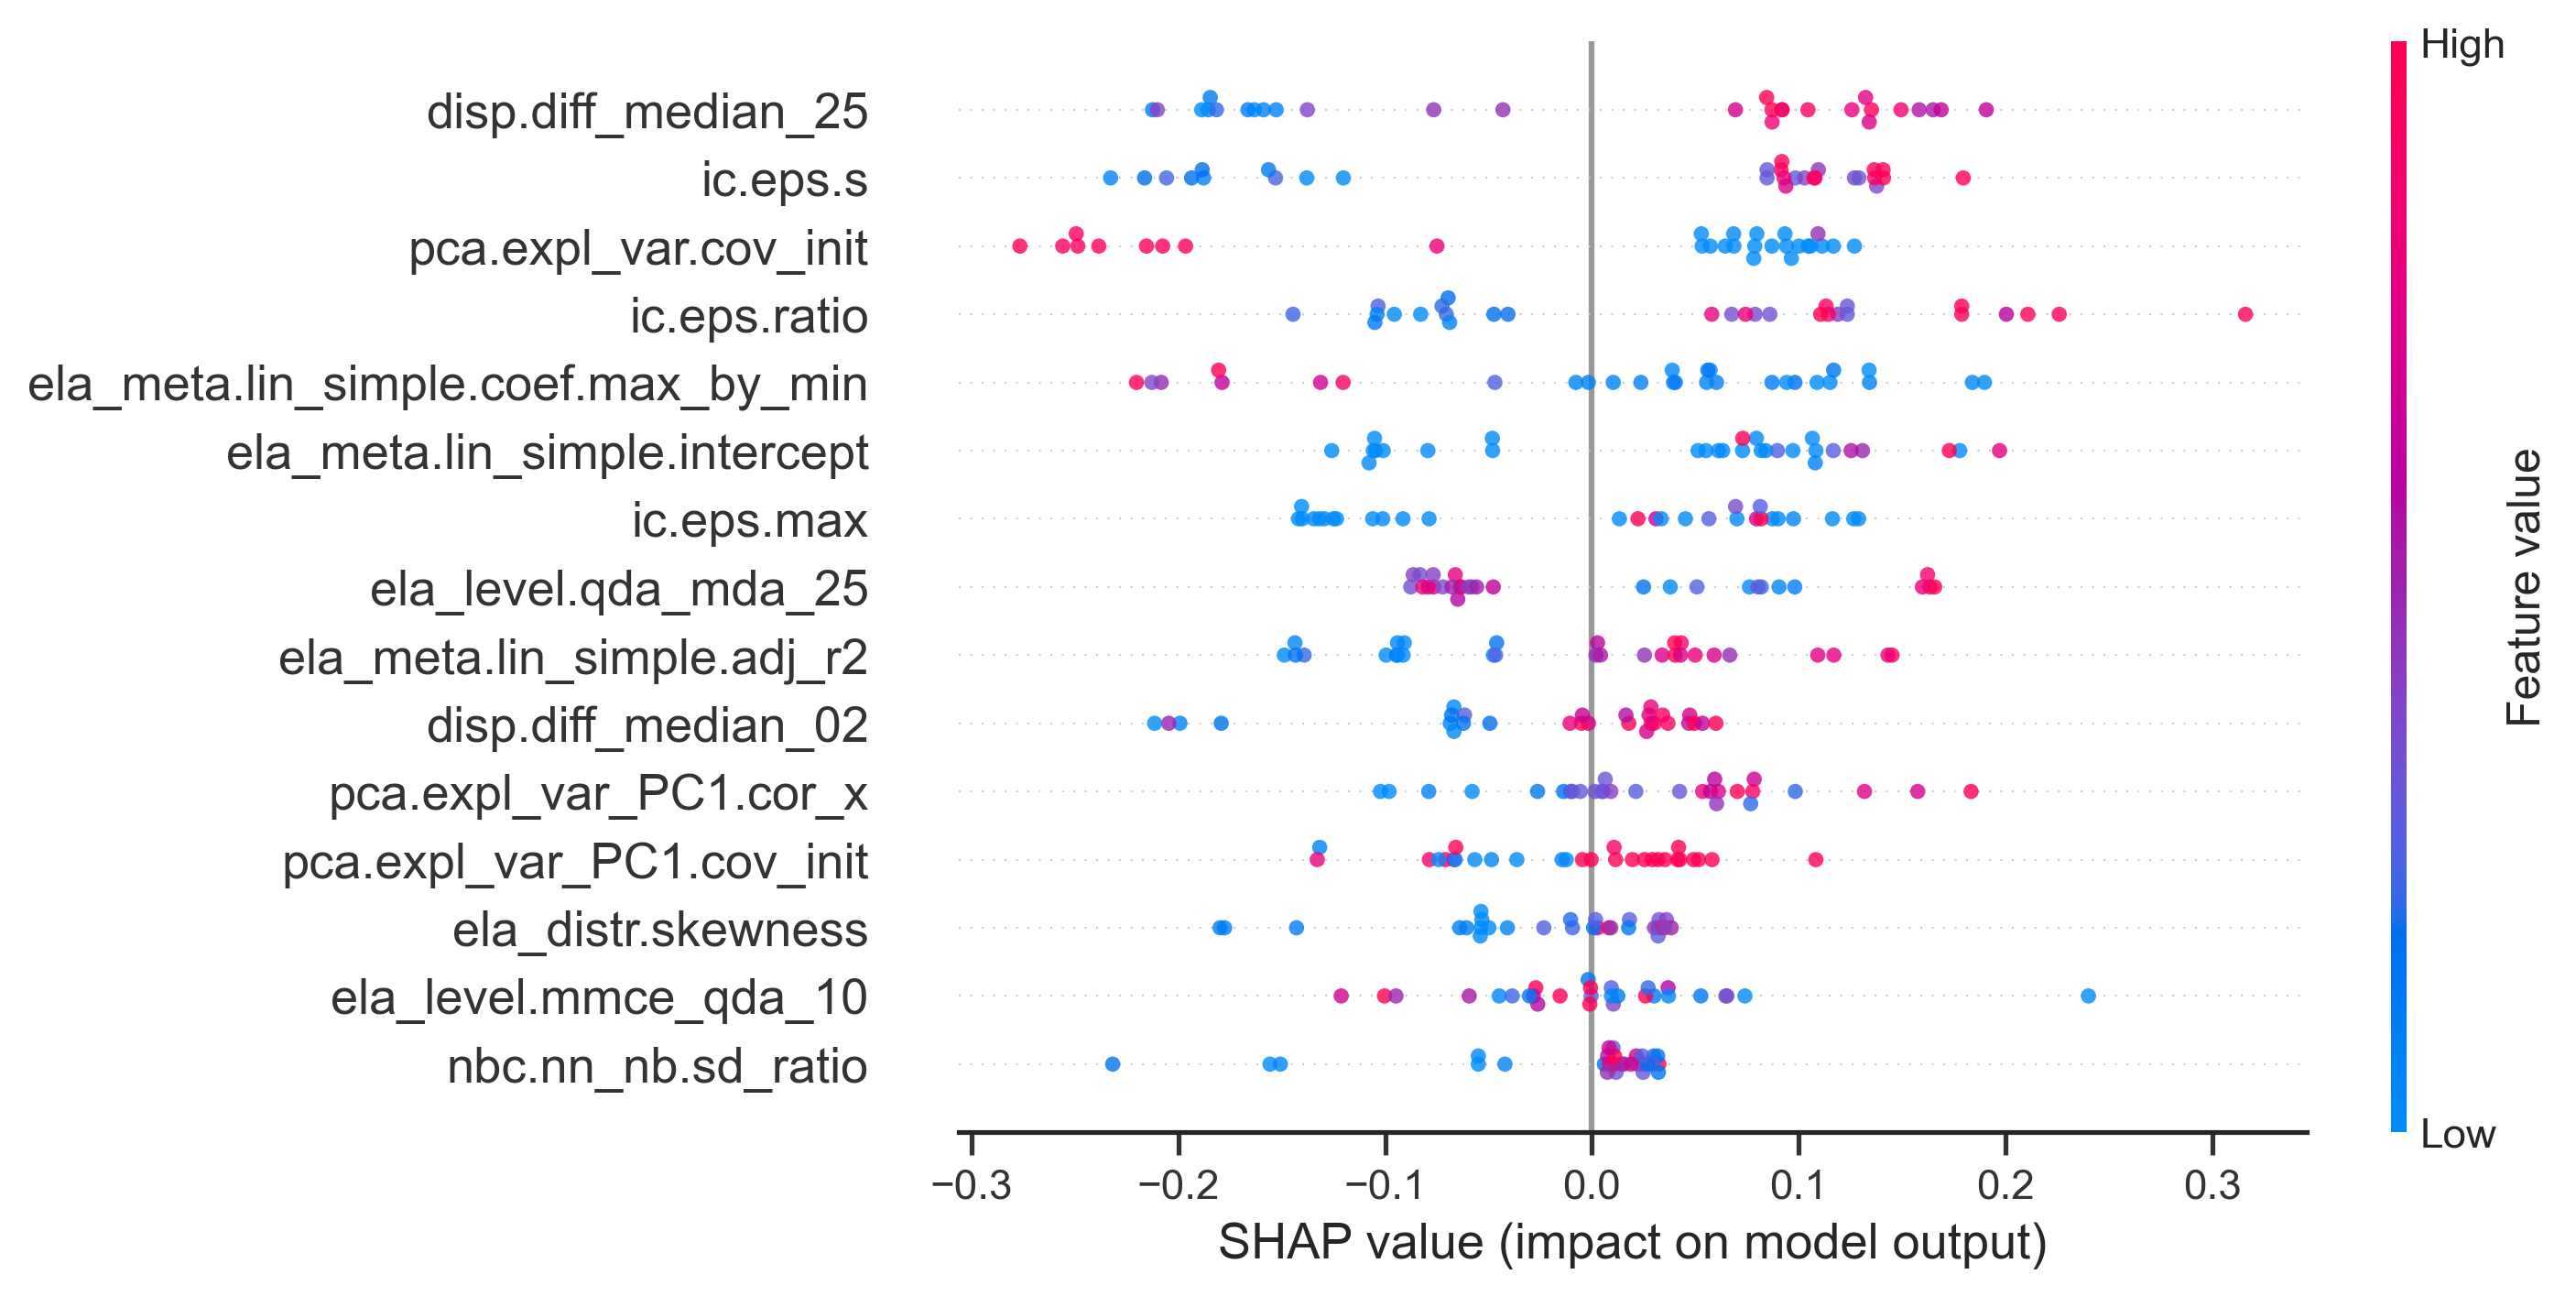 High
disp.diff_median_25
ic.eps.s
pca.expl_var.cov_init
ic.eps.ratio
ela_meta.lin_simple.coef.max_by_min
ela_meta.lin_simple.intercept
ic.eps.max
ela_level.qda_mda_25
ela_meta.lin_simple.adj_r2
disp.diff_median_02
pca.expl_var_PC1.cor_x
pca.expl_var_PC1.cov_init
ela_distr.skewness
ela_level.mmce_qda_10
nbc.nn_nb.sd_ratio
Feature value
Low
−0.3 −0.2 −0.1 0.0 0.1 0.2 0.3
SHAP value (impact on model output)